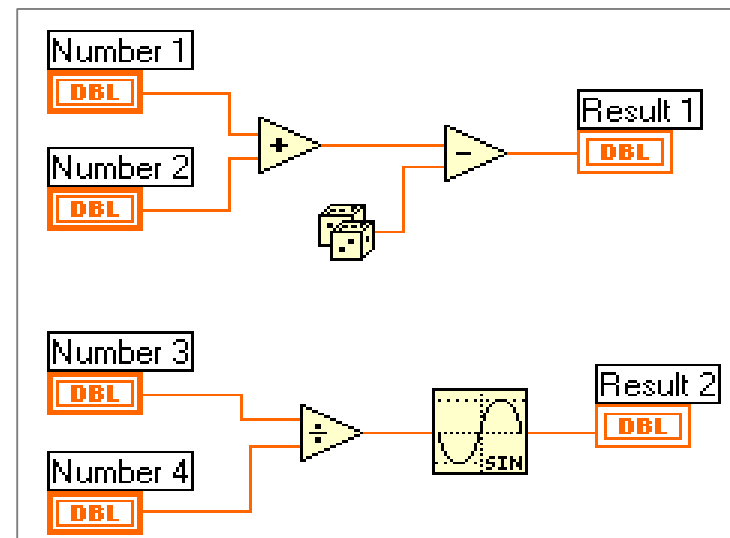 Number 1
DBL
+
-
Result 1
DBL
Number 2
DBL
Number 3
DBL
÷
SIN
Result 2
DBL
Number 4
DBL